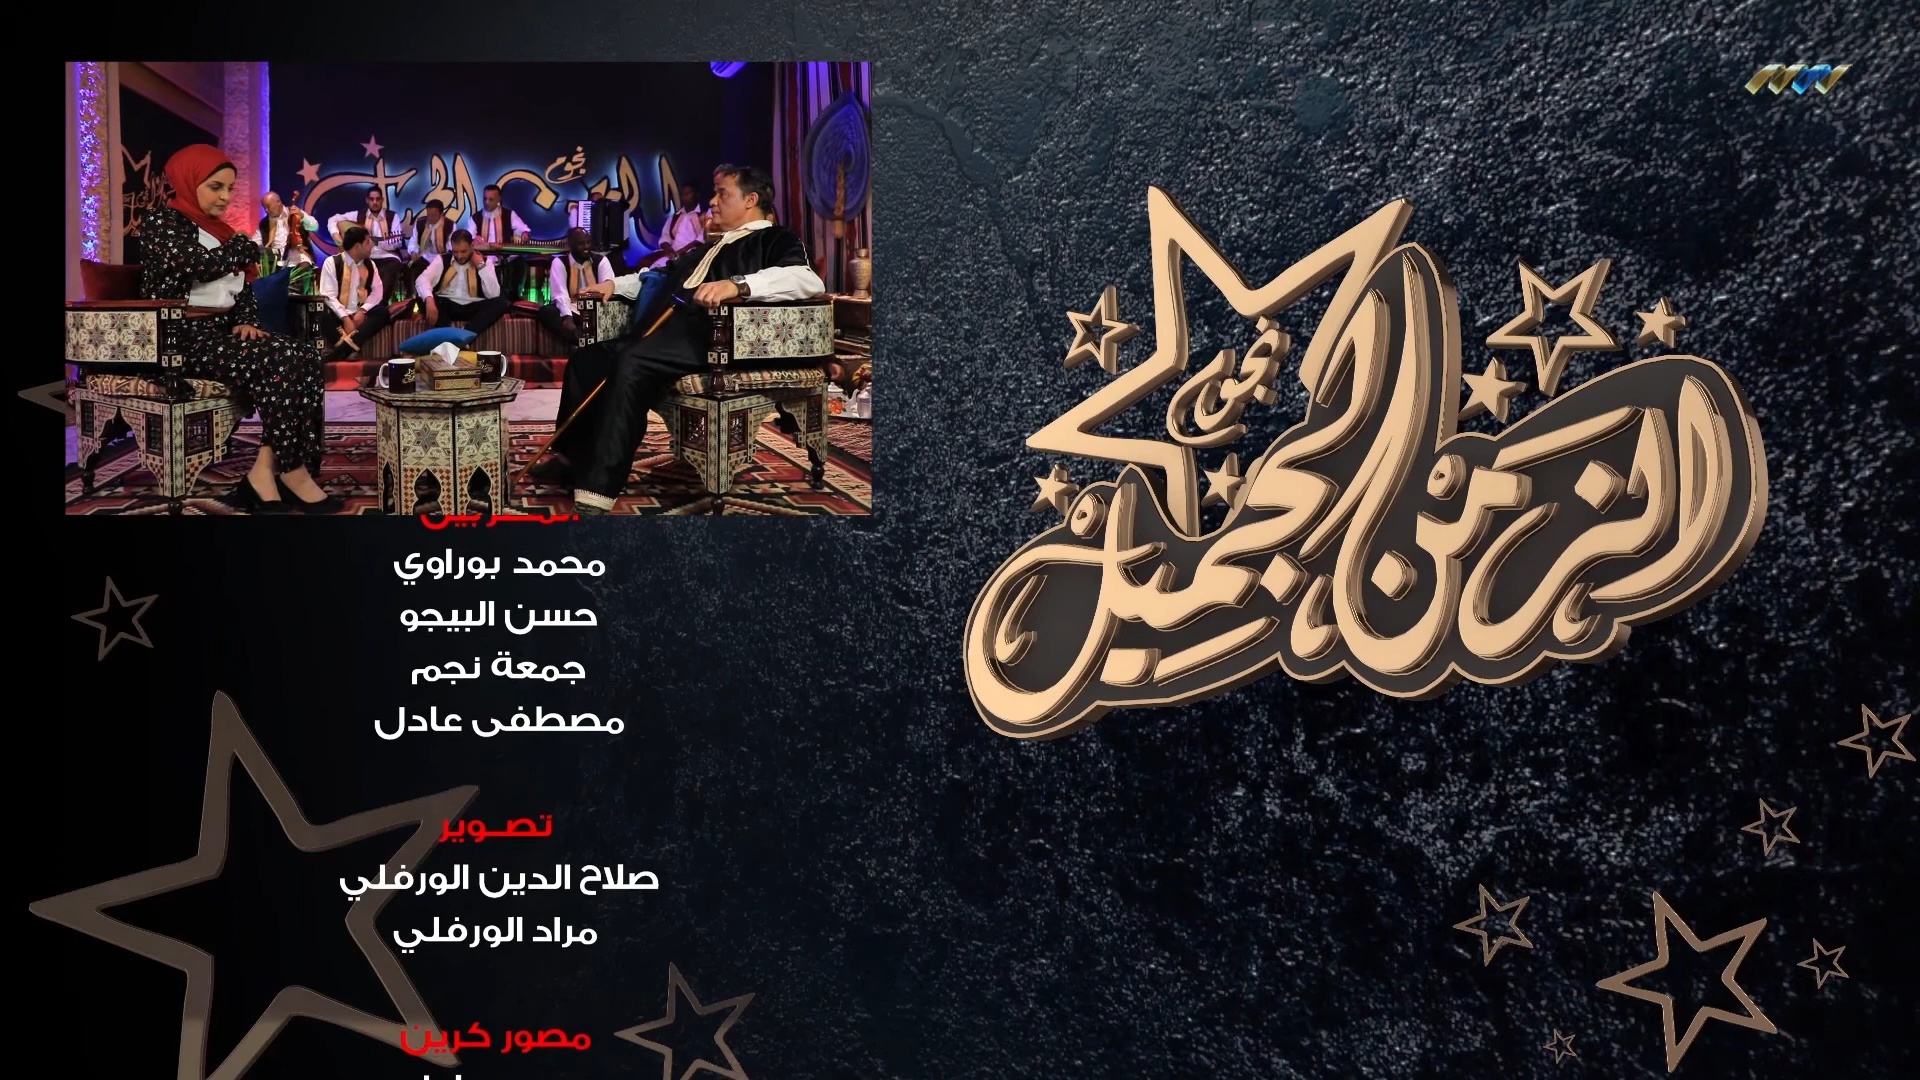 نجوم
الزمن الجميل
نجوم
محمد بوراوي
حسن البيجو
جمعة نجم
مصطفى عادل
تصـوير
صلاح الدين الورفلي
مراد الورفلي
مصور كرين